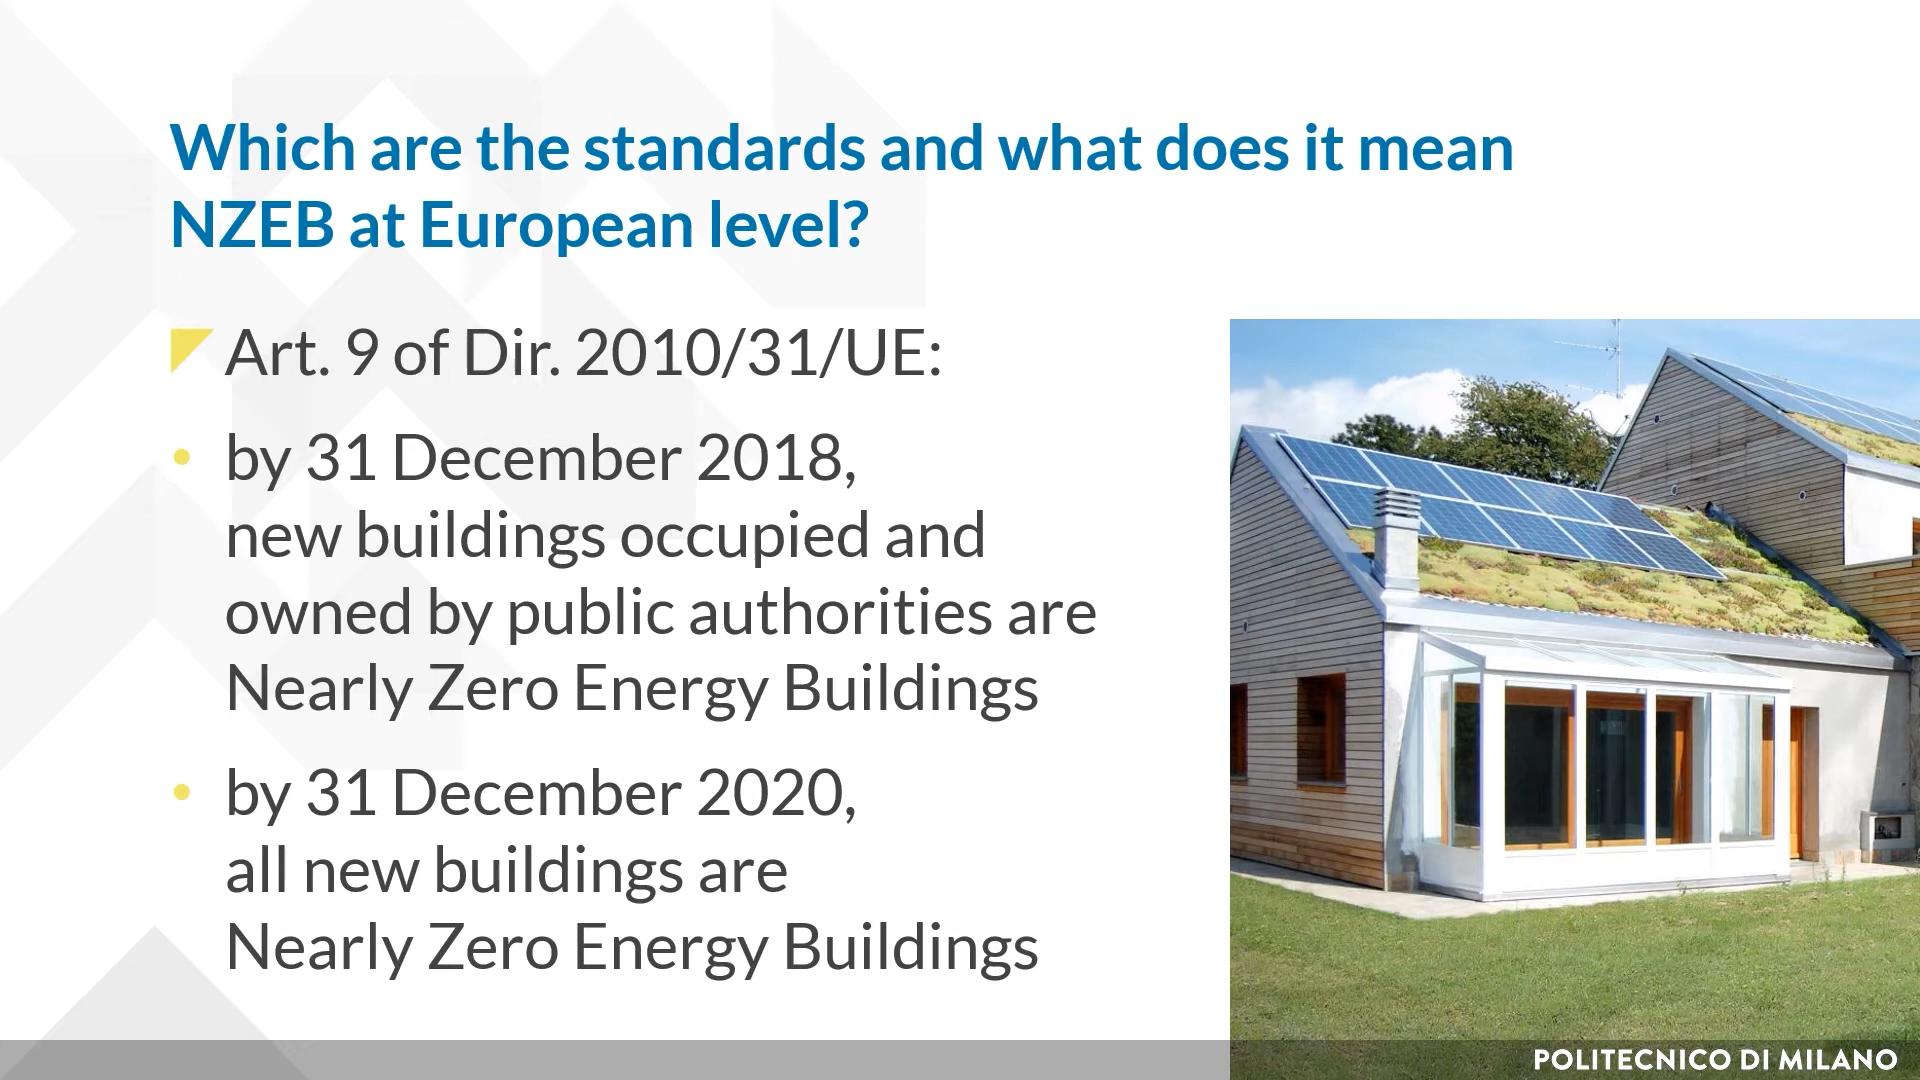 Which are the standards and what does it mean
NZEB at European level?
Art. 9 of Dir. 2010/31/UE:
• by 31 December 2018,
new buildings occupied and
owned by public authorities are
Nearly Zero Energy Buildings
• by 31 December 2020,
all new buildings are
Nearly Zero Energy Buildings
POLITECNICO DI MILANO